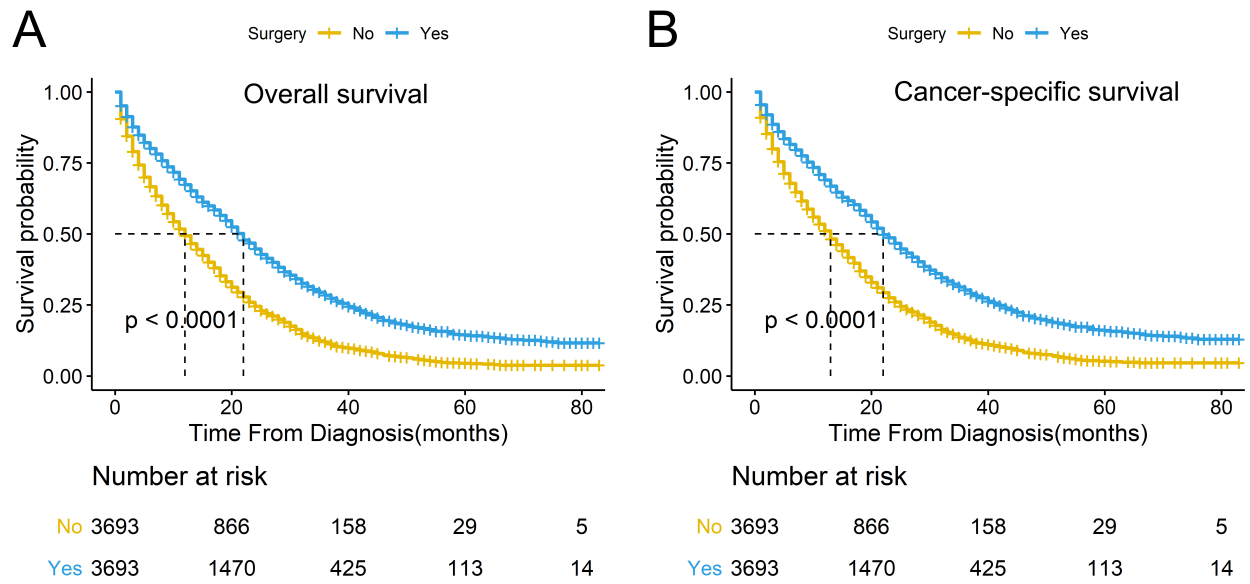 A
Surgery No Yes
Overall survival
Survival probability
1.00
0.75
0.50
0.25
0.00
p < 0.0001
0 20 40 60 80
Time From Diagnosis(months)
Number at risk
No 3693 866 158 29 5
Yes 3693 1470 425 113 14
B
Surgery No Yes
Cancer-specific survival
Survival probability
1.00
0.75
0.50
0.25
0.00
p < 0.0001
0 20 40 60 80
Time From Diagnosis(months)
Number at risk
No 3693 866 158 29 5
Yes 3693 1470 425 113 14